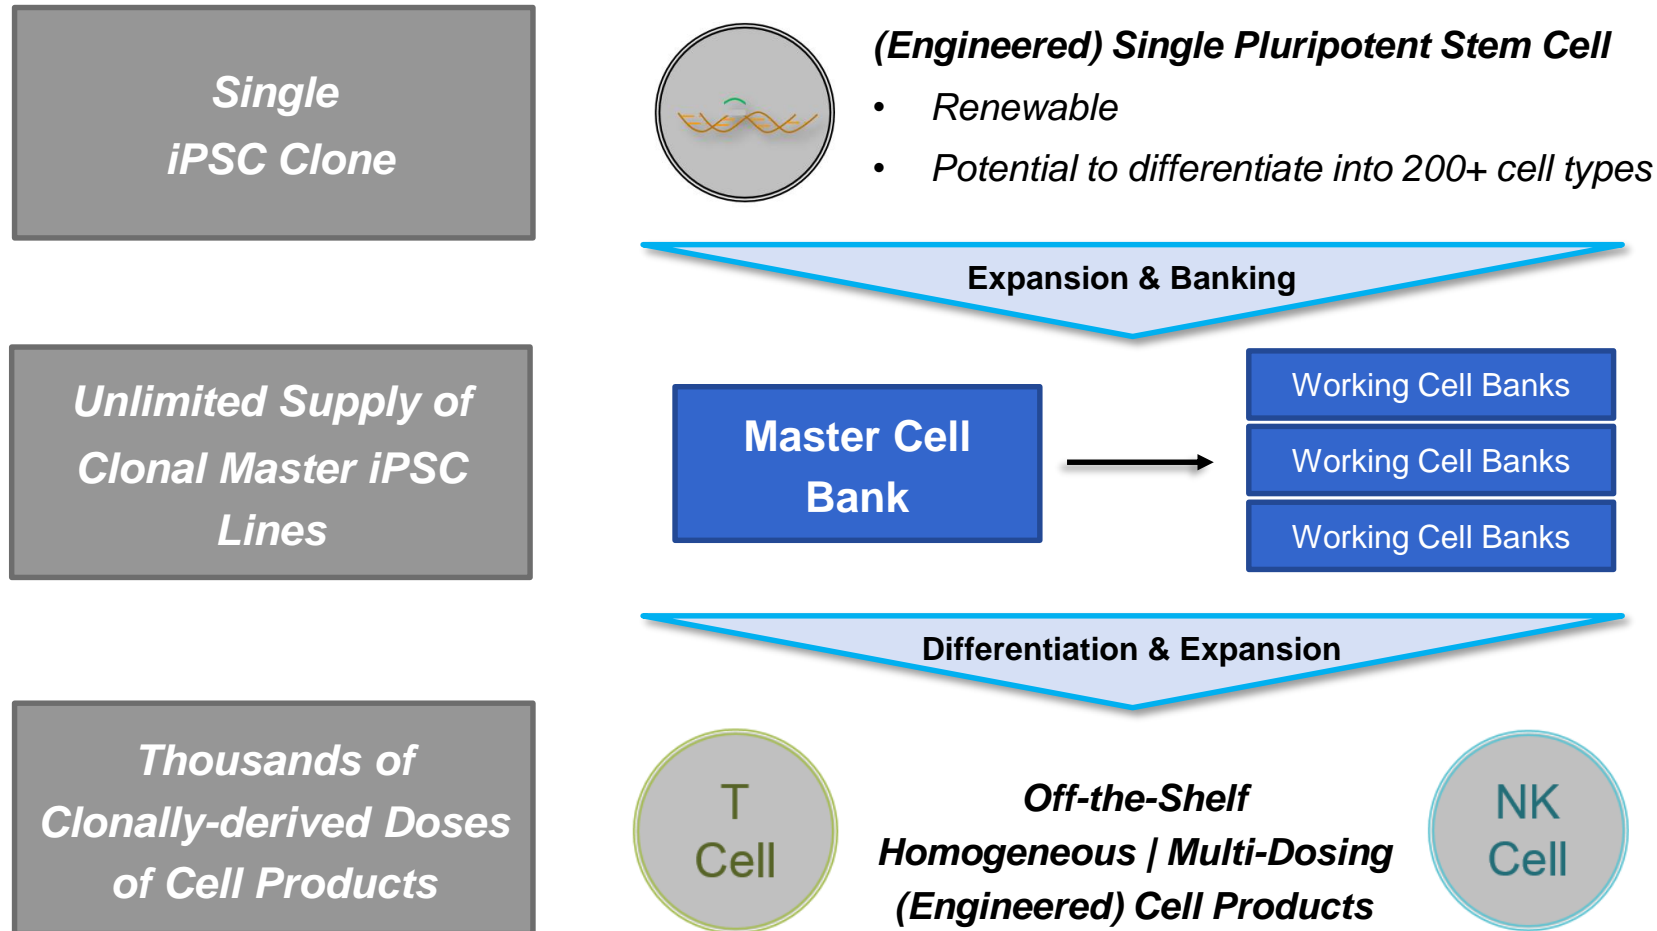 Single
iPSC Clone
(Engineered) Single Pluripotent Stem Cell
• Renewable
• Potential to differentiate into 200+ cell types
Expansion & Banking
Unlimited Supply of
Clonal Master iPSC
Lines
Master Cell
Bank
Working Cell Banks
Working Cell Banks
Working Cell Banks
Differentiation & Expansion
Thousands of
Clonally-derived Doses
of Cell Products
T
Cell
Off-the-Shelf
Homogeneous | Multi-Dosing
(Engineered) Cell Products
NK
Cell